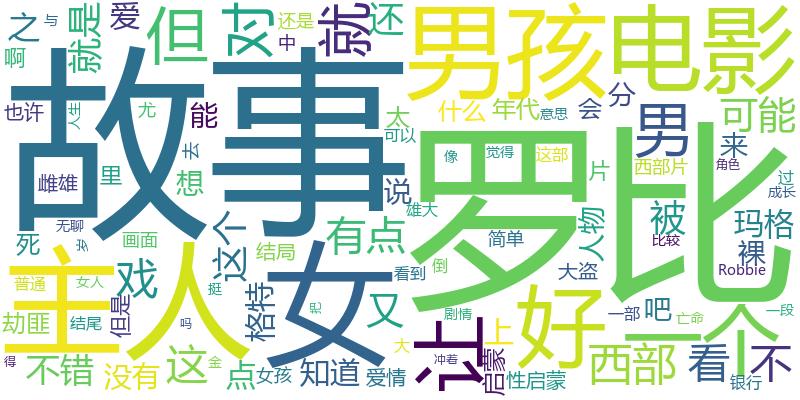 故事
罗比
主人
女
男孩
电影
但
对
就
还是
还
中
之
与
就是
爱
啊
也许
人生
尤
能
去
雌雄
里
想
无聊
岁
死
画面
这个
普通
女人
戏
结局
挺
吗
劫匪
结尾
但是
格特
把
得
不错
没有
这
金
点
女孩
知道
爱情
太
可以
说
雄大
有点
看到
倒
又
大
剧情
让
冲着
上
启蒙
性启蒙
好
什么
年代
意思
会
分
像
觉得
这部
片
简单
人物
大盗
一部
吧
男
西部片
可能
来
角色
过
成长
被
玛格
比较
裸
Robbie
一个
亡命
一段
西部
看
不
银行